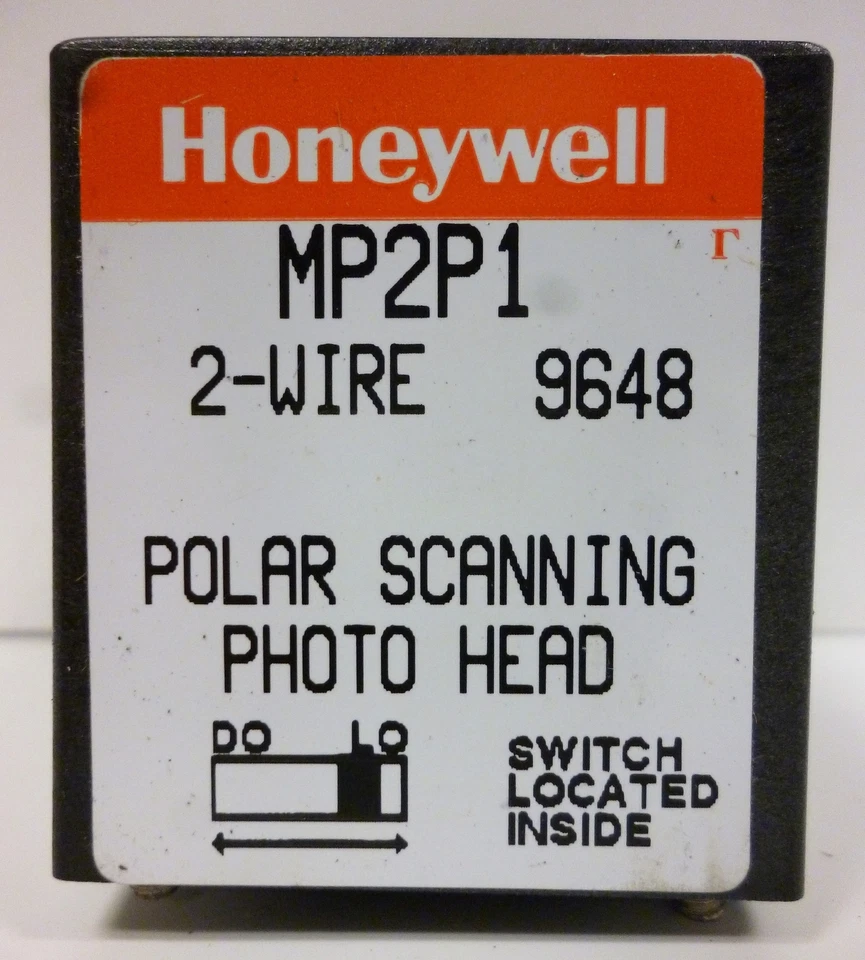 Honeywell
Γ
MP2P1
2-WIRE 9648
POLAR SCANNING
PHOTO HEAD
DO LO
SWITCH
LOCATED
INSIDE